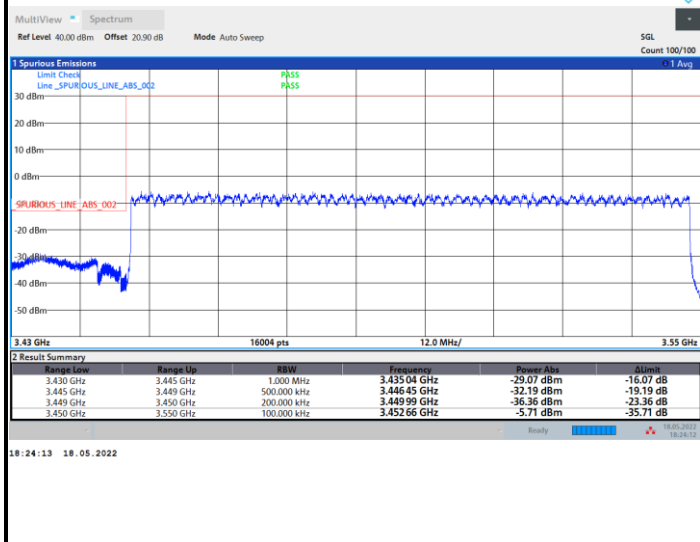 MultiView Spectrum
Ref Level 40.00 dBm Offset 20.90 dB Mode Auto Sweep SGL
Count 100/100
1 Spurious Emissions 1 Avg
Limit Check PASS
Line _SPURIOUS_LINE_ABS_002 PASS
30 dBm
20 dBm
10 dBm
0 dBm
_SPURIOUS_LINE_ABS_002
-20 dBm
-30 dBm
-40 dBm
-50 dBm
3.43 GHz 16004 pts 12.0 MHz/ 3.55 GHz
2 Result Summary
Range Low Range Up RBW Frequency Power Abs ΔLimit
3.430 GHz 3.445 GHz 1.000 MHz 3.43504 GHz -29.07 dBm -16.07 dB
3.445 GHz 3.449 GHz 500.000 kHz 3.44645 GHz -32.19 dBm -19.19 dB
3.449 GHz 3.450 GHz 200.000 kHz 3.44999 GHz -36.36 dBm -23.36 dB
3.450 GHz 3.550 GHz 100.000 kHz 3.45266 GHz -5.71 dBm -35.71 dB
Ready 18.05.2022
18:24:12
18:24:13 18.05.2022